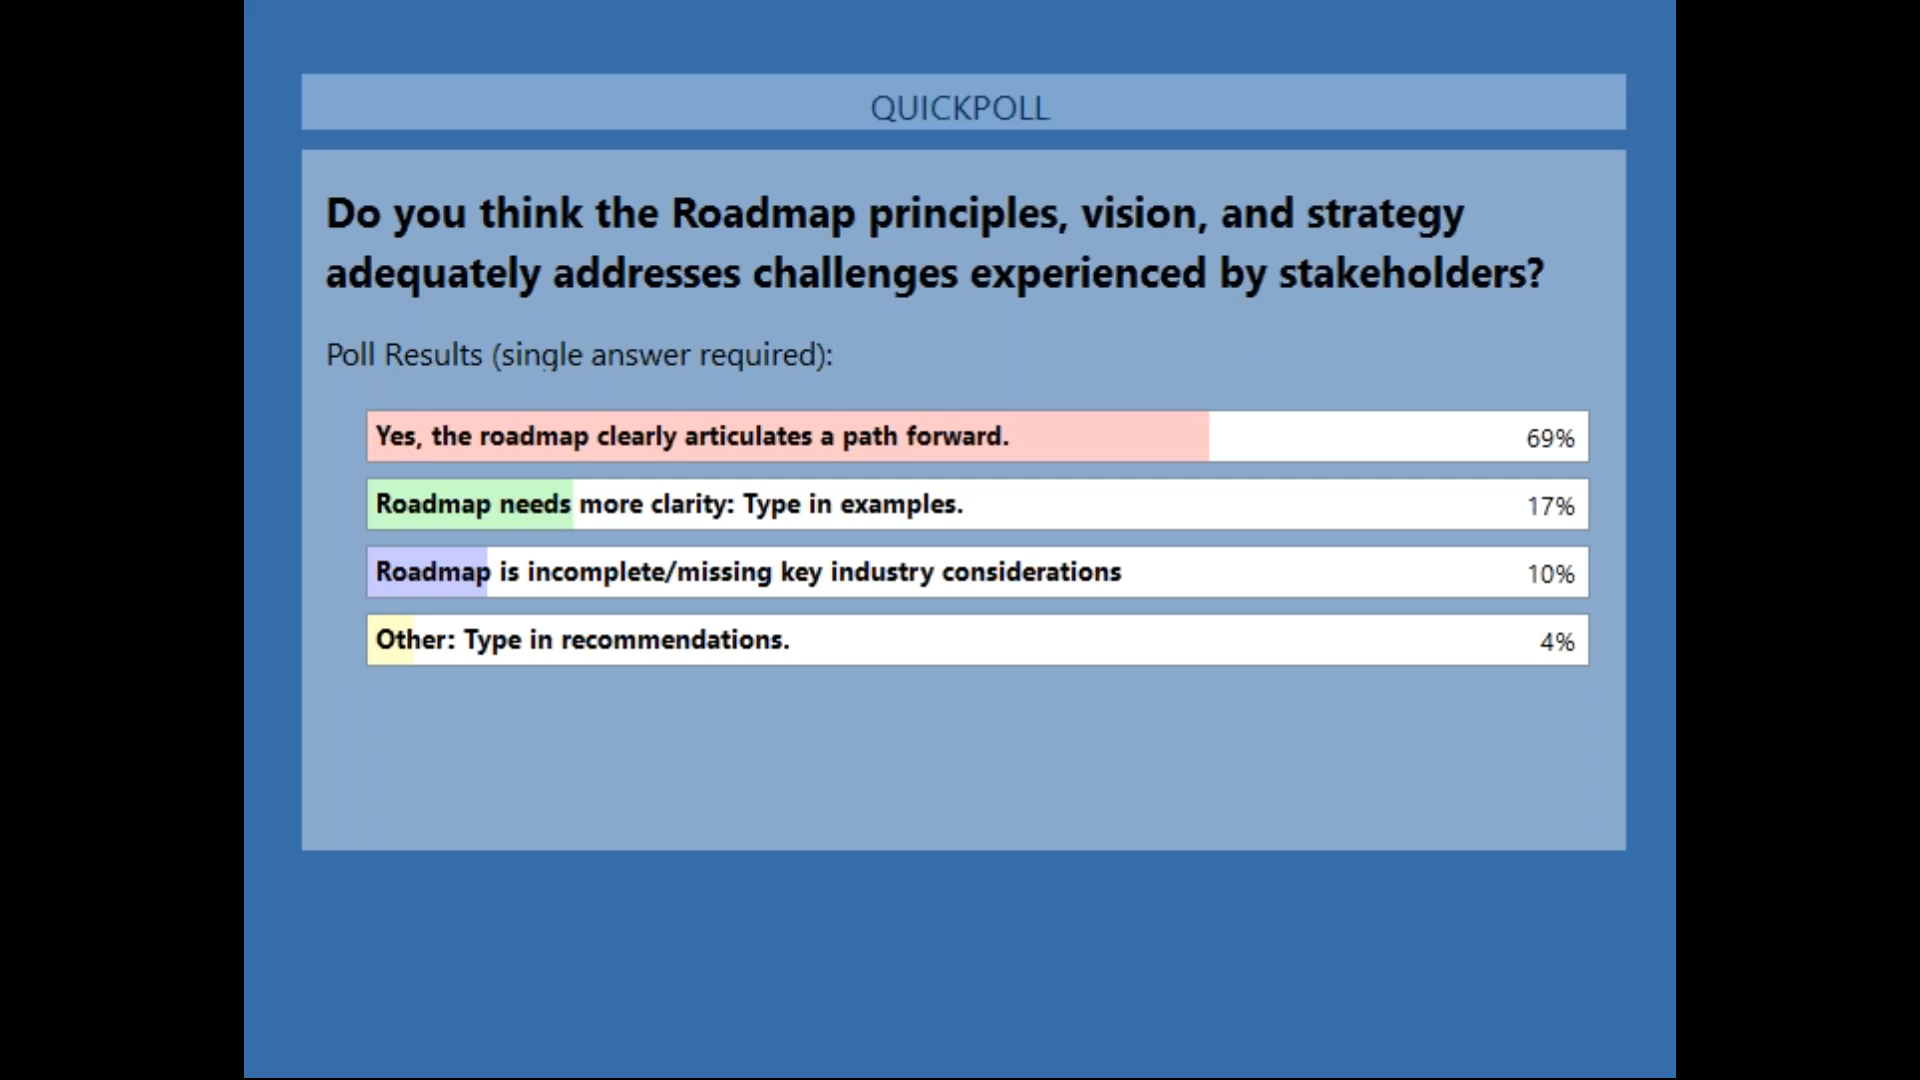 QUICKPOLL
Do you think the Roadmap principles, vision, and strategy
adequately addresses challenges experienced by stakeholders?
Poll Results (single answer required):
Yes, the roadmap clearly articulates a path forward. 69%
Roadmap needs more clarity: Type in examples. 17%
Roadmap is incomplete/missing key industry considerations 10%
Other: Type in recommendations. 4%